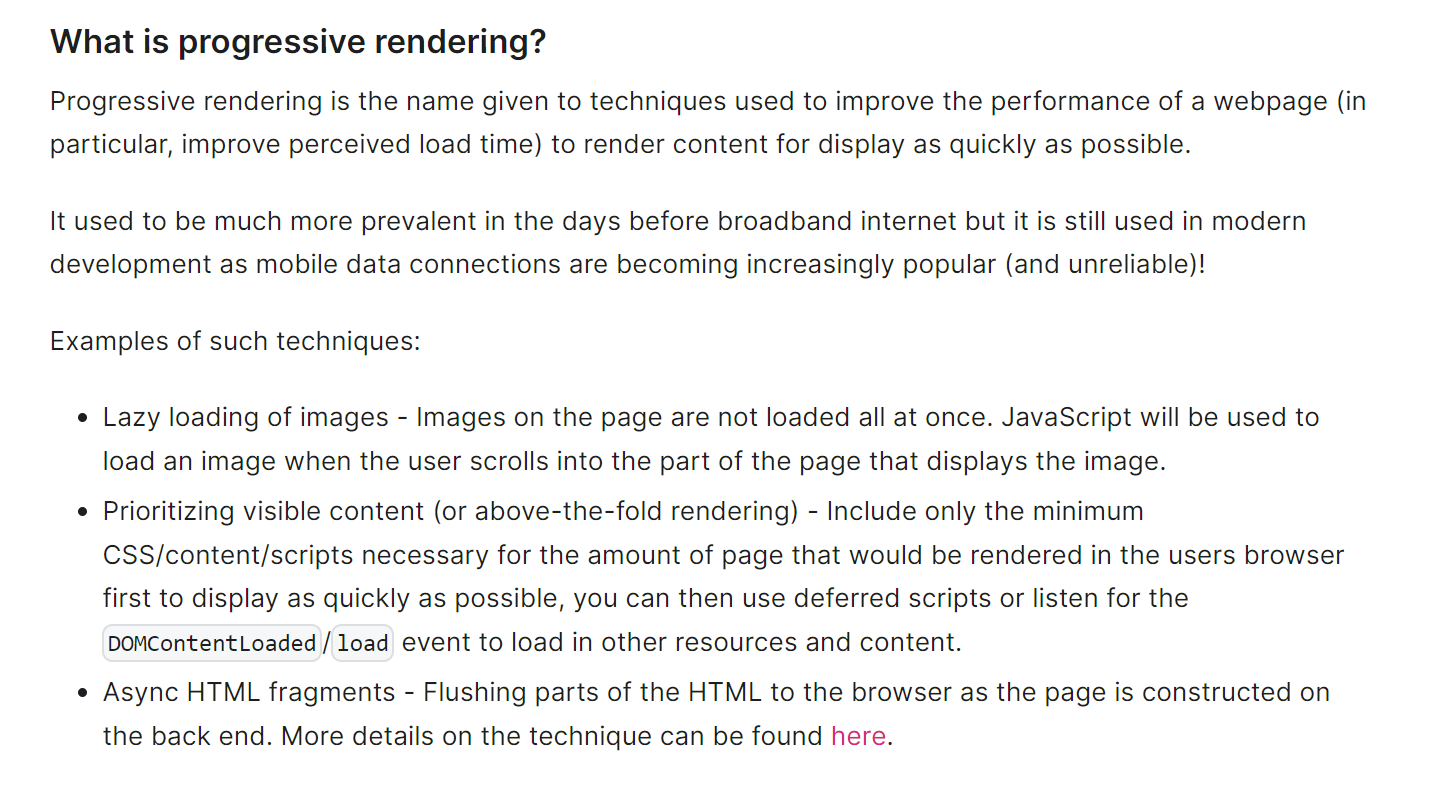 What is progressive rendering?
Progressive rendering is the name given to techniques used to improve the performance of a webpage (in
particular, improve perceived load time) to render content for display as quickly as possible.
It used to be much more prevalent in the days before broadband internet but it is still used in modern
development as mobile data connections are becoming increasingly popular (and unreliable)!
Examples of such techniques:
• Lazy loading of images - Images on the page are not loaded all at once. JavaScript will be used to
load an image when the user scrolls into the part of the page that displays the image.
• Prioritizing visible content (or above-the-fold rendering) - Include only the minimum
CSS/content/scripts necessary for the amount of page that would be rendered in the users browser
first to display as quickly as possible, you can then use deferred scripts or listen for the
DOMContentLoaded/load event to load in other resources and content.
• Async HTML fragments - Flushing parts of the HTML to the browser as the page is constructed on
the back end. More details on the technique can be found here.